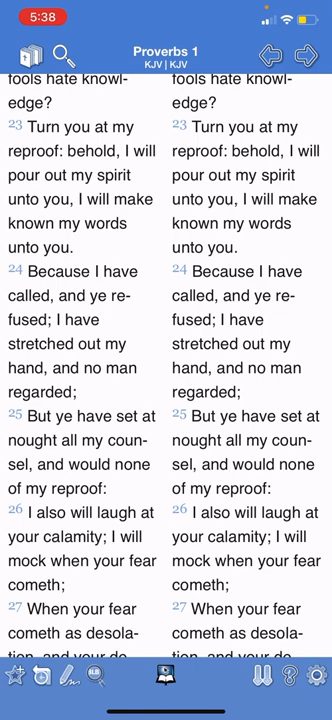 5:38
Proverbs 1
KJV | KJV
fools hate knowl-
edge?
23 Turn you at my
reproof: behold, I will
pour out my spirit
unto you, I will make
known my words
unto you.
24 Because I have
called, and ye re-
fused; I have
stretched out my
hand, and no man
regarded;
25 But ye have set at
nought all my coun-
sel, and would none
of my reproof:
26 I also will laugh at
your calamity; I will
mock when your fear
cometh;
27 When your fear
cometh as desola-
tion, and your de-
fools hate knowl-
edge?
23 Turn you at my
reproof: behold, I will
pour out my spirit
unto you, I will make
known my words
unto you.
24 Because I have
called, and ye re-
fused; I have
stretched out my
hand, and no man
regarded;
25 But ye have set at
nought all my coun-
sel, and would none
of my reproof:
26 I also will laugh at
your calamity; I will
mock when your fear
cometh;
27 When your fear
cometh as desola-
tion, and your de-